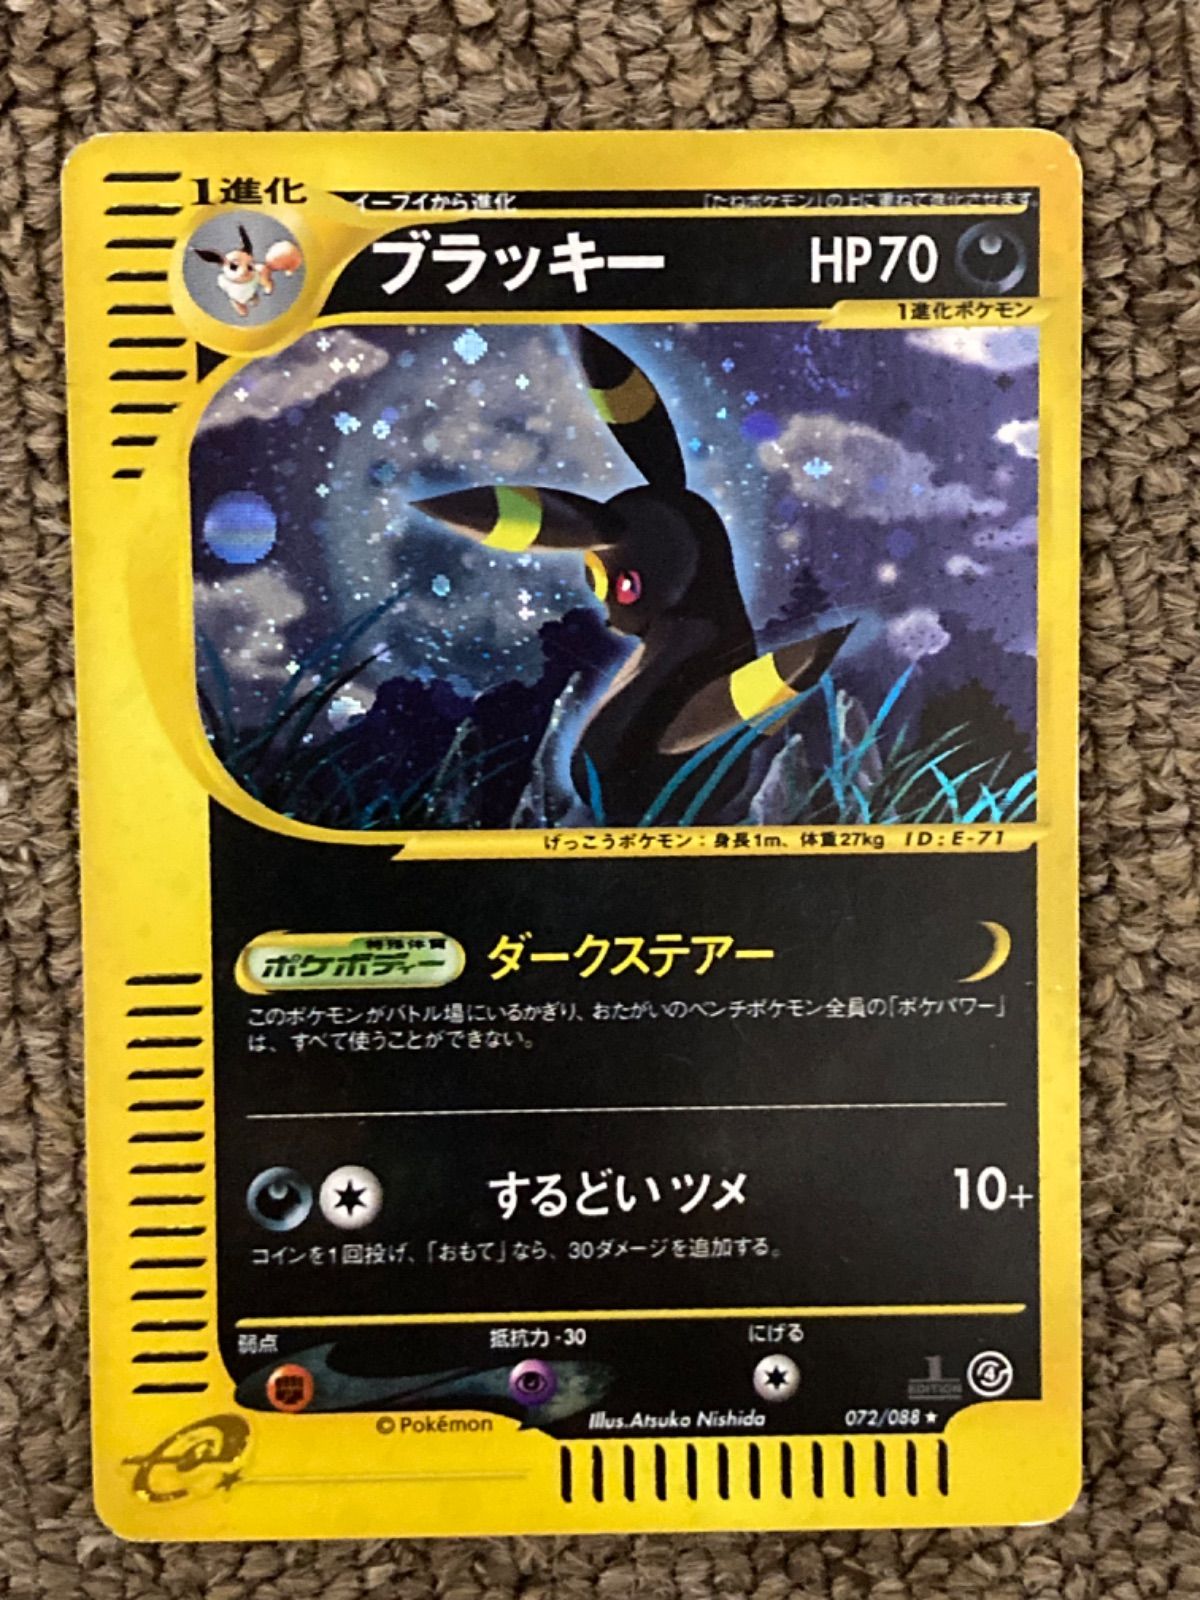 1進化
イーブイから進化
「たねポケモン」の上に重ねて進化させます
ブラッキー HP70
1進化ポケモン
げっこうポケモン：身長1m、体重27kg ID:E-71
特殊体質
ポケボディー ダークステアー
このポケモンがバトル場にいるかぎり、おたがいのベンチポケモン全員の「ポケパワー」
は、すべて使うことができない。
するどいツメ 10+
コインを1回投げ、「おもて」なら、30ダメージを追加する。
弱点 抵抗力 -30 にげる
1
EDITION
4
©Pokémon Illus.Atsuko Nishida 072/088★
e